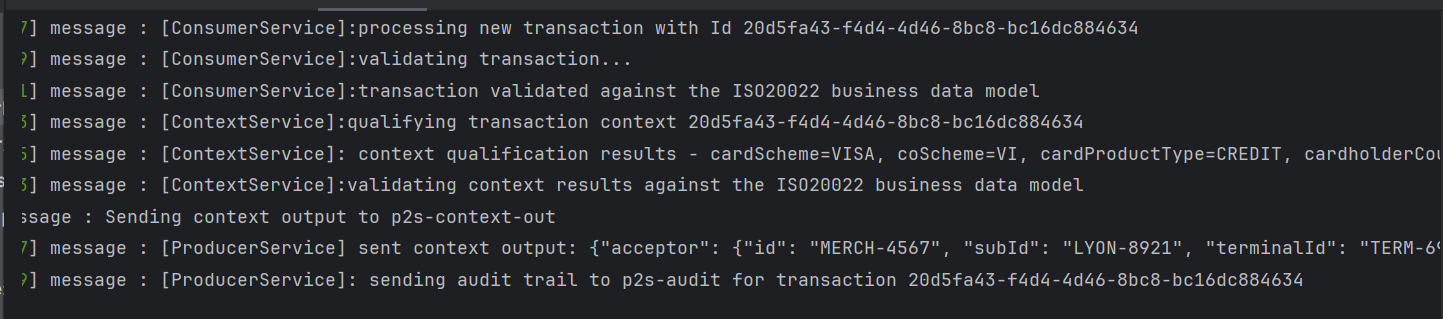 7] message : [ConsumerService]:processing new transaction with Id 20d5fa43-f4d4-4d46-8bc8-bc16dc884634
9] message : [ConsumerService]:validating transaction...
1] message : [ConsumerService]:transaction validated against the ISO20022 business data model
3] message : [ContextService]:qualifying transaction context 20d5fa43-f4d4-4d46-8bc8-bc16dc884634
5] message : [ContextService]: context qualification results - cardScheme=VISA, coScheme=VI, cardProductType=CREDIT, cardholderCou
3] message : [ContextService]:validating context results against the ISO20022 business data model
ssage : Sending context output to p2s-context-out
7] message : [ProducerService] sent context output: {"acceptor": {"id": "MERCH-4567", "subId": "LYON-8921", "terminalId": "TERM-69
9] message : [ProducerService]: sending audit trail to p2s-audit for transaction 20d5fa43-f4d4-4d46-8bc8-bc16dc884634